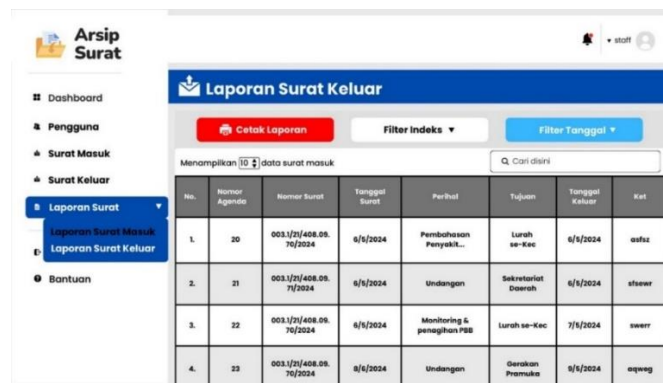 Arsip
Surat
staff
Dashboard
Pengguna
Surat Masuk
Surat Keluar
Laporan Surat
Laporan Surat Masuk
Laporan Surat Keluar
Bantuan
Laporan Surat Keluar
Cetak Laporan
Filter Indeks
Filter Tanggal
Menampilkan 10 data surat masuk
Cari disini
No. Nomor Agenda Nomor Surat Tanggal Surat Perihal Tujuan Tanggal Keluar Ket
1. 20 003.1/21/408.09.70/2024 6/5/2024 Pembahasan Penyakit... Lurah se-Kec 6/5/2024 asfsz
2. 21 003.1/21/408.09.71/2024 6/5/2024 Undangan Sekretariat Daerah 6/5/2024 sfsewr
3. 22 003.1/21/408.09.70/2024 6/5/2024 Monitoring & penagihan PBB Lurah se-Kec 7/5/2024 swerr
4. 23 003.1/21/408.09.70/2024 8/6/2024 Undangan Gerakan Pramuka 9/6/2024 aqweg